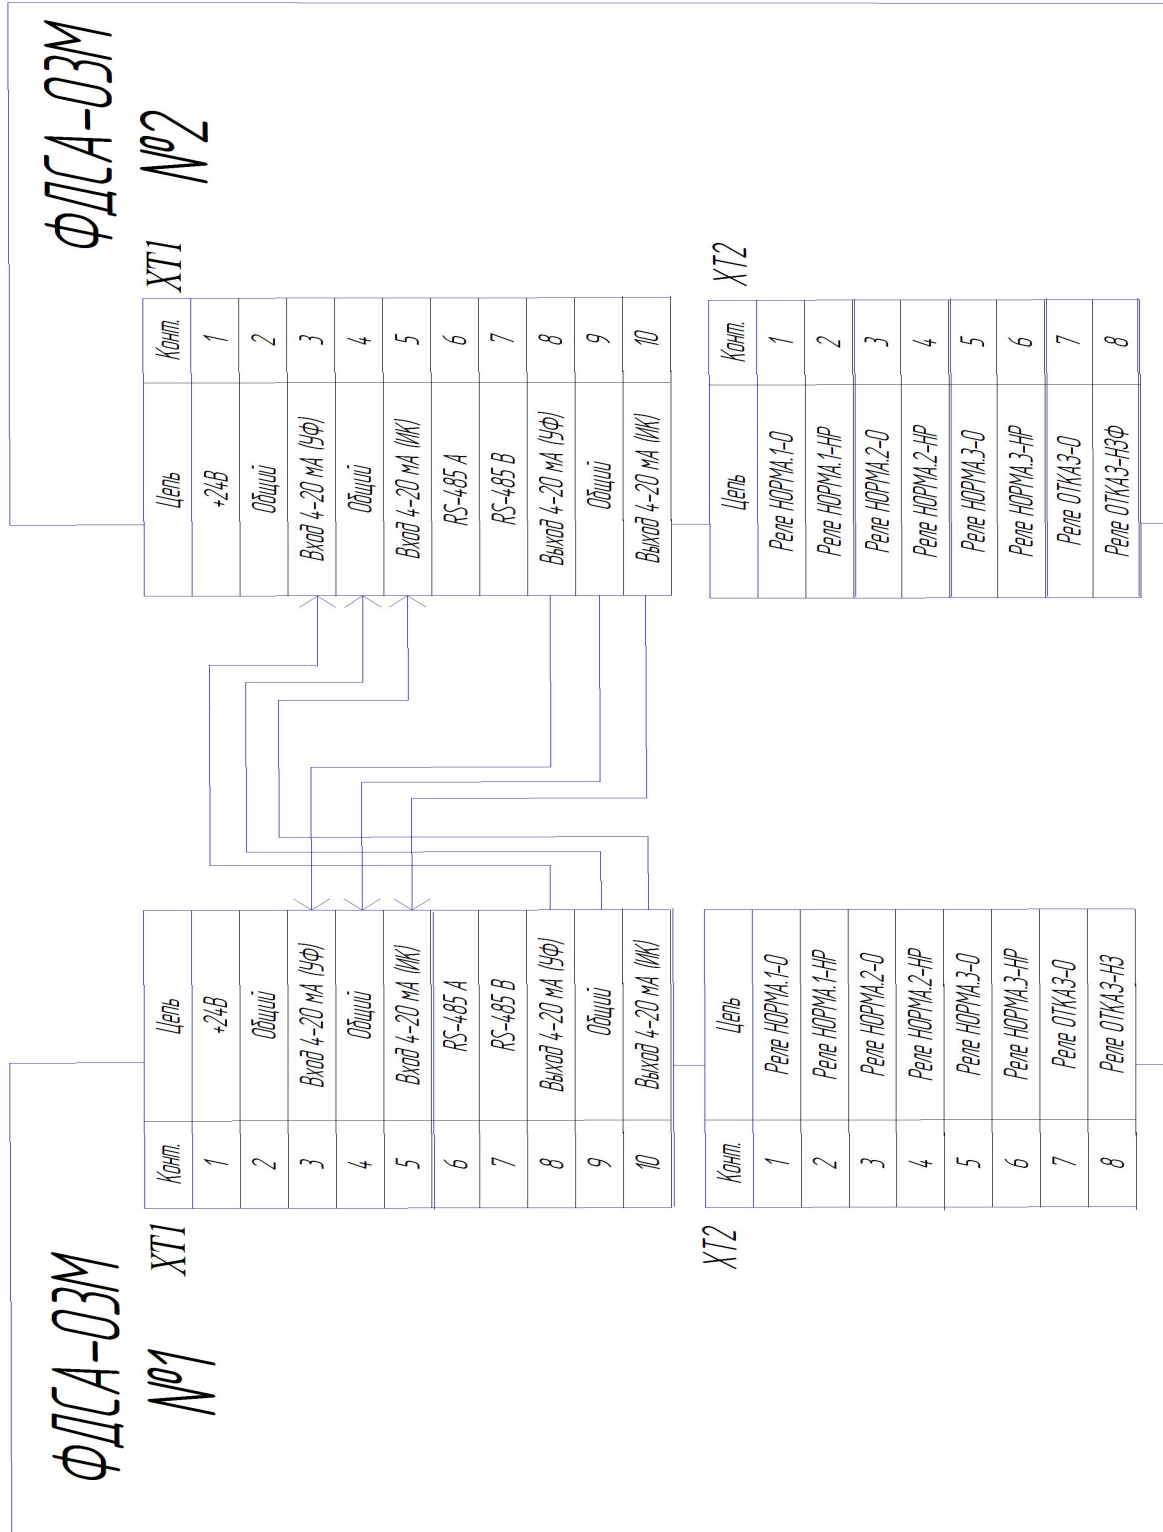 ФДСА-03М
№1
XT1
Конт. Цепь
1 +24В
2 Общий
3 Вход 4-20 мА (УФ)
4 Общий
5 Вход 4-20 мА (ИК)
6 RS-485 A
7 RS-485 B
8 Выход 4-20 мА (УФ)
9 Общий
10 Выход 4-20 мА (ИК)
XT2
Конт. Цепь
1 Реле НОРМА.1-О
2 Реле НОРМА.1-НР
3 Реле НОРМА.2-О
4 Реле НОРМА.2-НР
5 Реле НОРМА.3-О
6 Реле НОРМА.3-НР
7 Реле ОТКАЗ-О
8 Реле ОТКАЗ-НЗ
ФДСА-03М
№2
XT1
Цепь Конт.
+24В 1
Общий 2
Вход 4-20 мА (УФ) 3
Общий 4
Вход 4-20 мА (ИК) 5
RS-485 A 6
RS-485 B 7
Выход 4-20 мА (УФ) 8
Общий 9
Выход 4-20 мА (ИК) 10
XT2
Цепь Конт.
Реле НОРМА.1-О 1
Реле НОРМА.1-НР 2
Реле НОРМА.2-О 3
Реле НОРМА.2-НР 4
Реле НОРМА.3-О 5
Реле НОРМА.3-НР 6
Реле ОТКАЗ-О 7
Реле ОТКАЗ-НЗФ 8